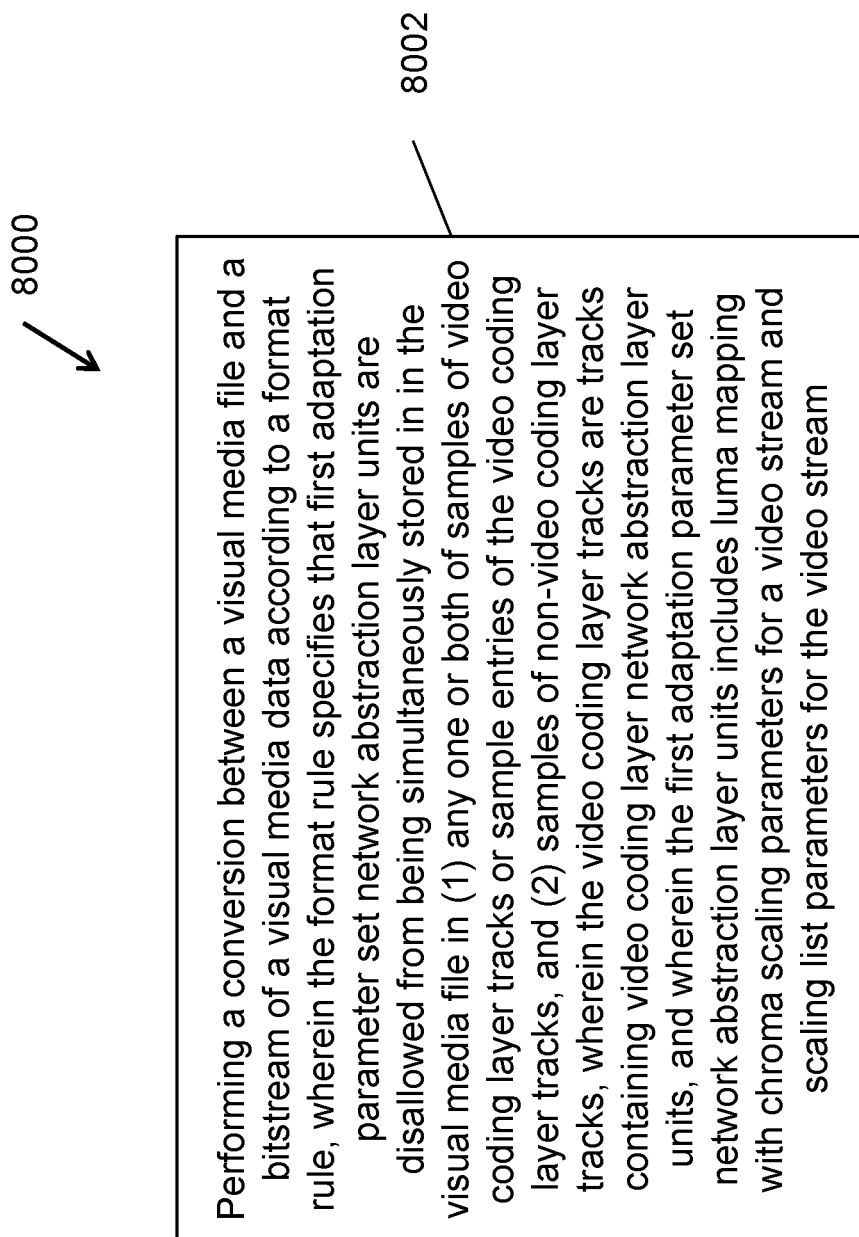 8000
8002
Performing a conversion between a visual media file and a
bitstream of a visual media data according to a format
rule, wherein the format rule specifies that first adaptation
parameter set network abstract layer units are
disallowed from being simultaneously stored in in the
visual media file in (1) any one or both of samples of video
coding layer tracks or sample entries of the video coding
layer tracks, and (2) samples of non-video coding layer
tracks, wherein the video coding layer tracks are tracks
containing video coding layer network abstraction layer
units, and wherein the first adaptation parameter set
network abstraction layer units includes luma mapping
with chroma scaling parameters for a video stream and
scaling list parameters for the video stream